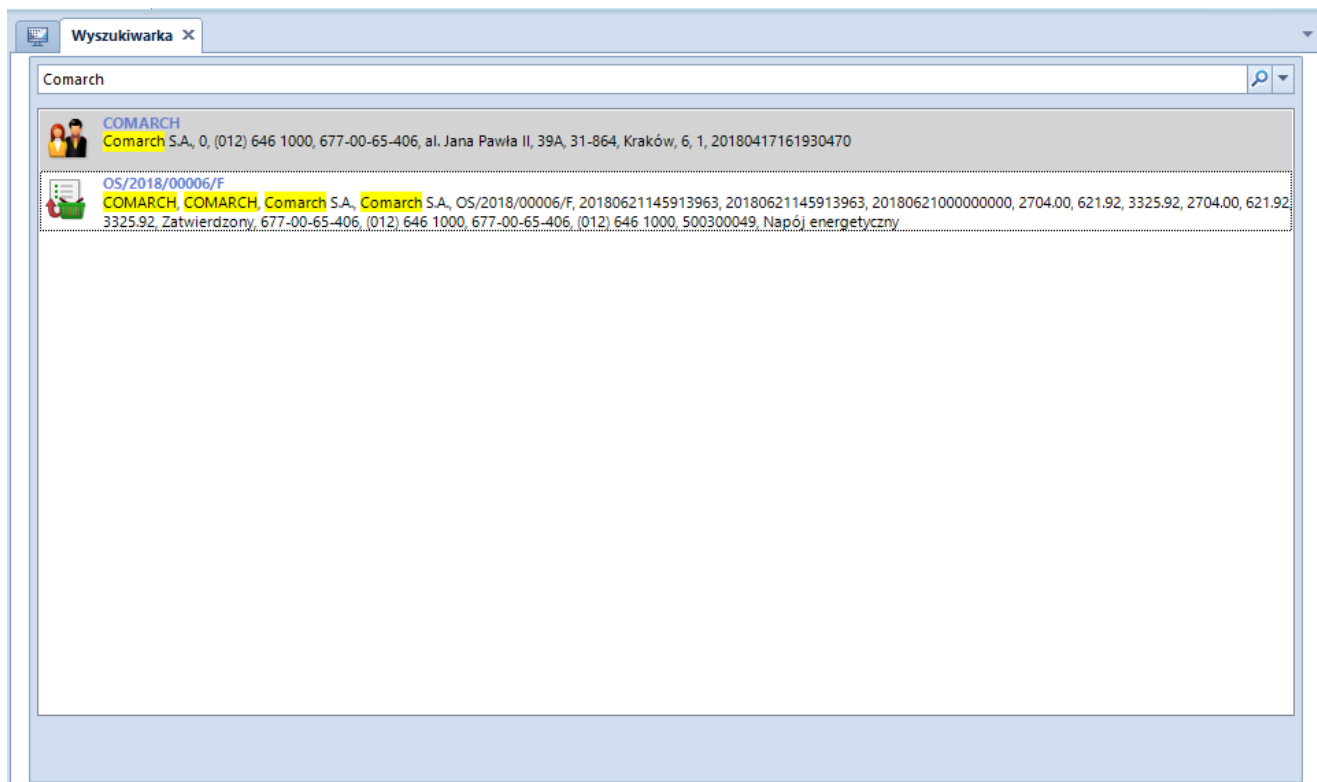 Wyszukiwarka
Comarch
COMARCH
Comarch S.A., 0, (012) 646 1000, 677-00-65-406, al. Jana Pawła II, 39A, 31-864, Kraków, 6, 1, 20180417161930470
OS/2018/00006/F
COMARCH, COMARCH, Comarch S.A., Comarch S.A., OS/2018/00006/F, 20180621145913963, 20180621145913963, 20180621000000000, 2704.00, 621.92, 3325.92, 2704.00, 621.92,
3325.92, Zatwierdzony, 677-00-65-406, (012) 646 1000, 677-00-65-406, (012) 646 1000, 500300049, Napój energetyczny